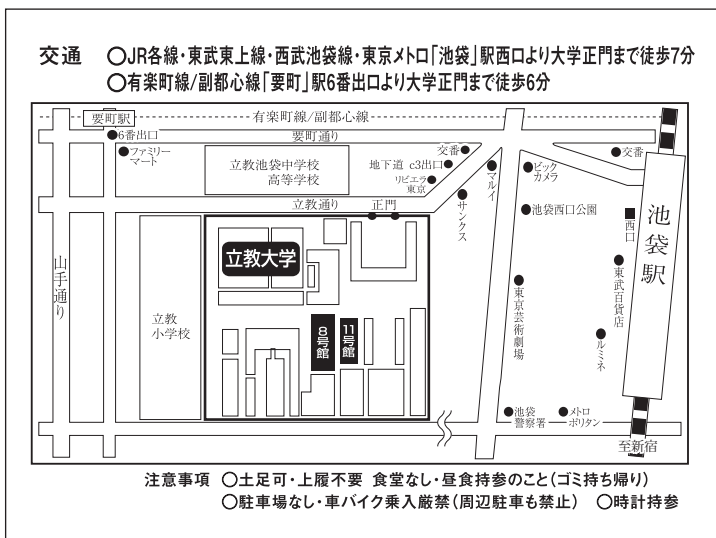 交通 ○JR各線・東武東上線・西武池袋線・東京メトロ「池袋」駅西口より大学正門まで徒歩7分
○有楽町線/副都心線「要町」駅6番出口より大学正門まで徒歩6分
要町駅
有楽町線/副都心線
6番出口
要町通り
ファミリー
マート
立教池袋中学校
高等学校
交番
地下道 c3出口
リビエラ
東京
マルイ
ビック
カメラ
交番
立教通り
正門
サンクス
池袋西口公園
西口
池袋駅
山手通り
立教大学
東武百貨店
東京芸術劇場
立教
小学校
8号館
11号館
ルミネ
池袋
警察署
メトロ
ポリタン
至新宿
注意事項 ○土足可・上履不要 食堂なし・昼食持参のこと(ゴミ持ち帰り)
○駐車場なし・車バイク乗入厳禁(周辺駐車も禁止) ○時計持参